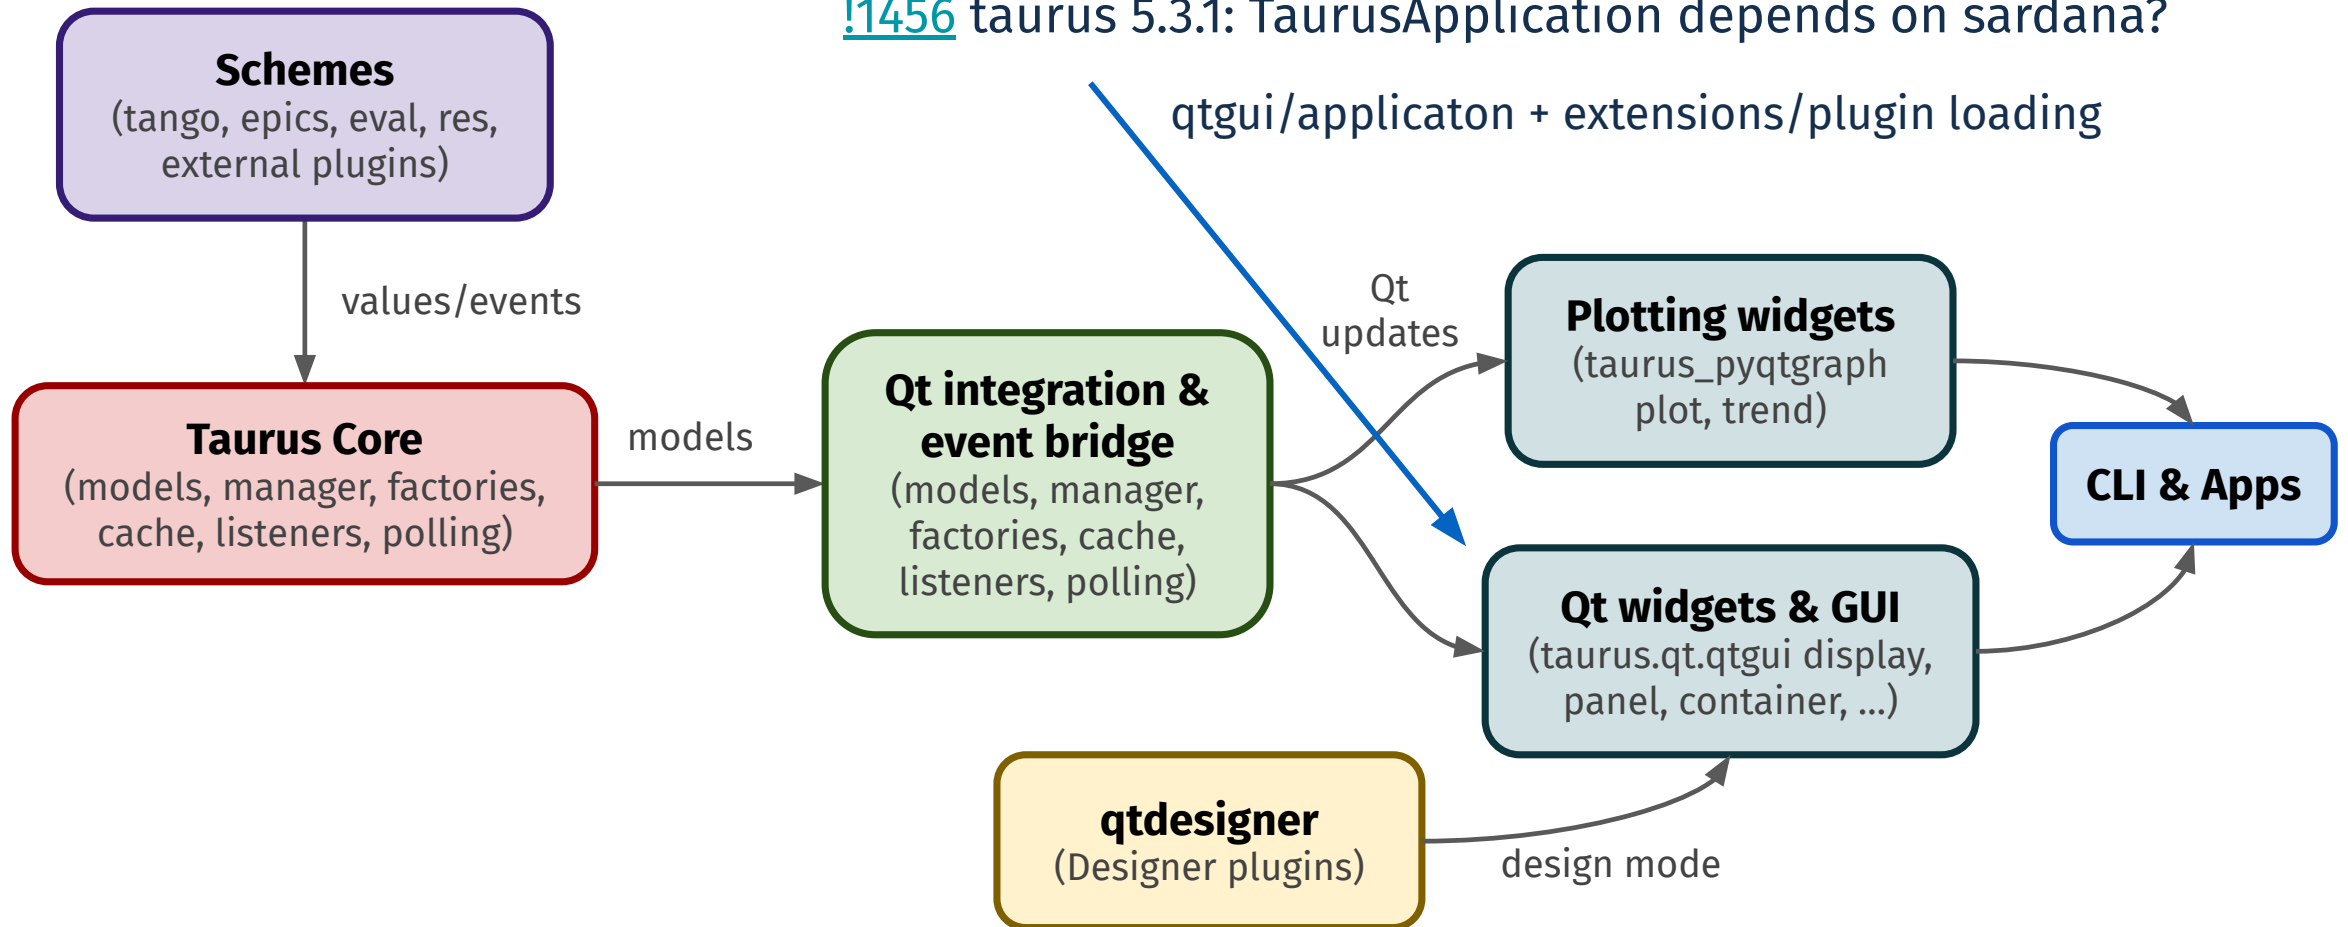 !1456 taurus 5.3.1: TaurusApplication depends on sardana?
qtgui/applicaton + extensions/plugin loading
Schemes
(tango, epics, eval, res,
external plugins)
values/events
Taurus Core
(models, manager, factories,
cache, listeners, polling)
models
Qt integration &
event bridge
(models, manager,
factories, cache,
listeners, polling)
Qt
updates
Plotting widgets
(taurus_pyqtgraph
plot, trend)
CLI & Apps
Qt widgets & GUI
(taurus.qt.qtgui display,
panel, container, ...)
qtdesigner
(Designer plugins)
design mode